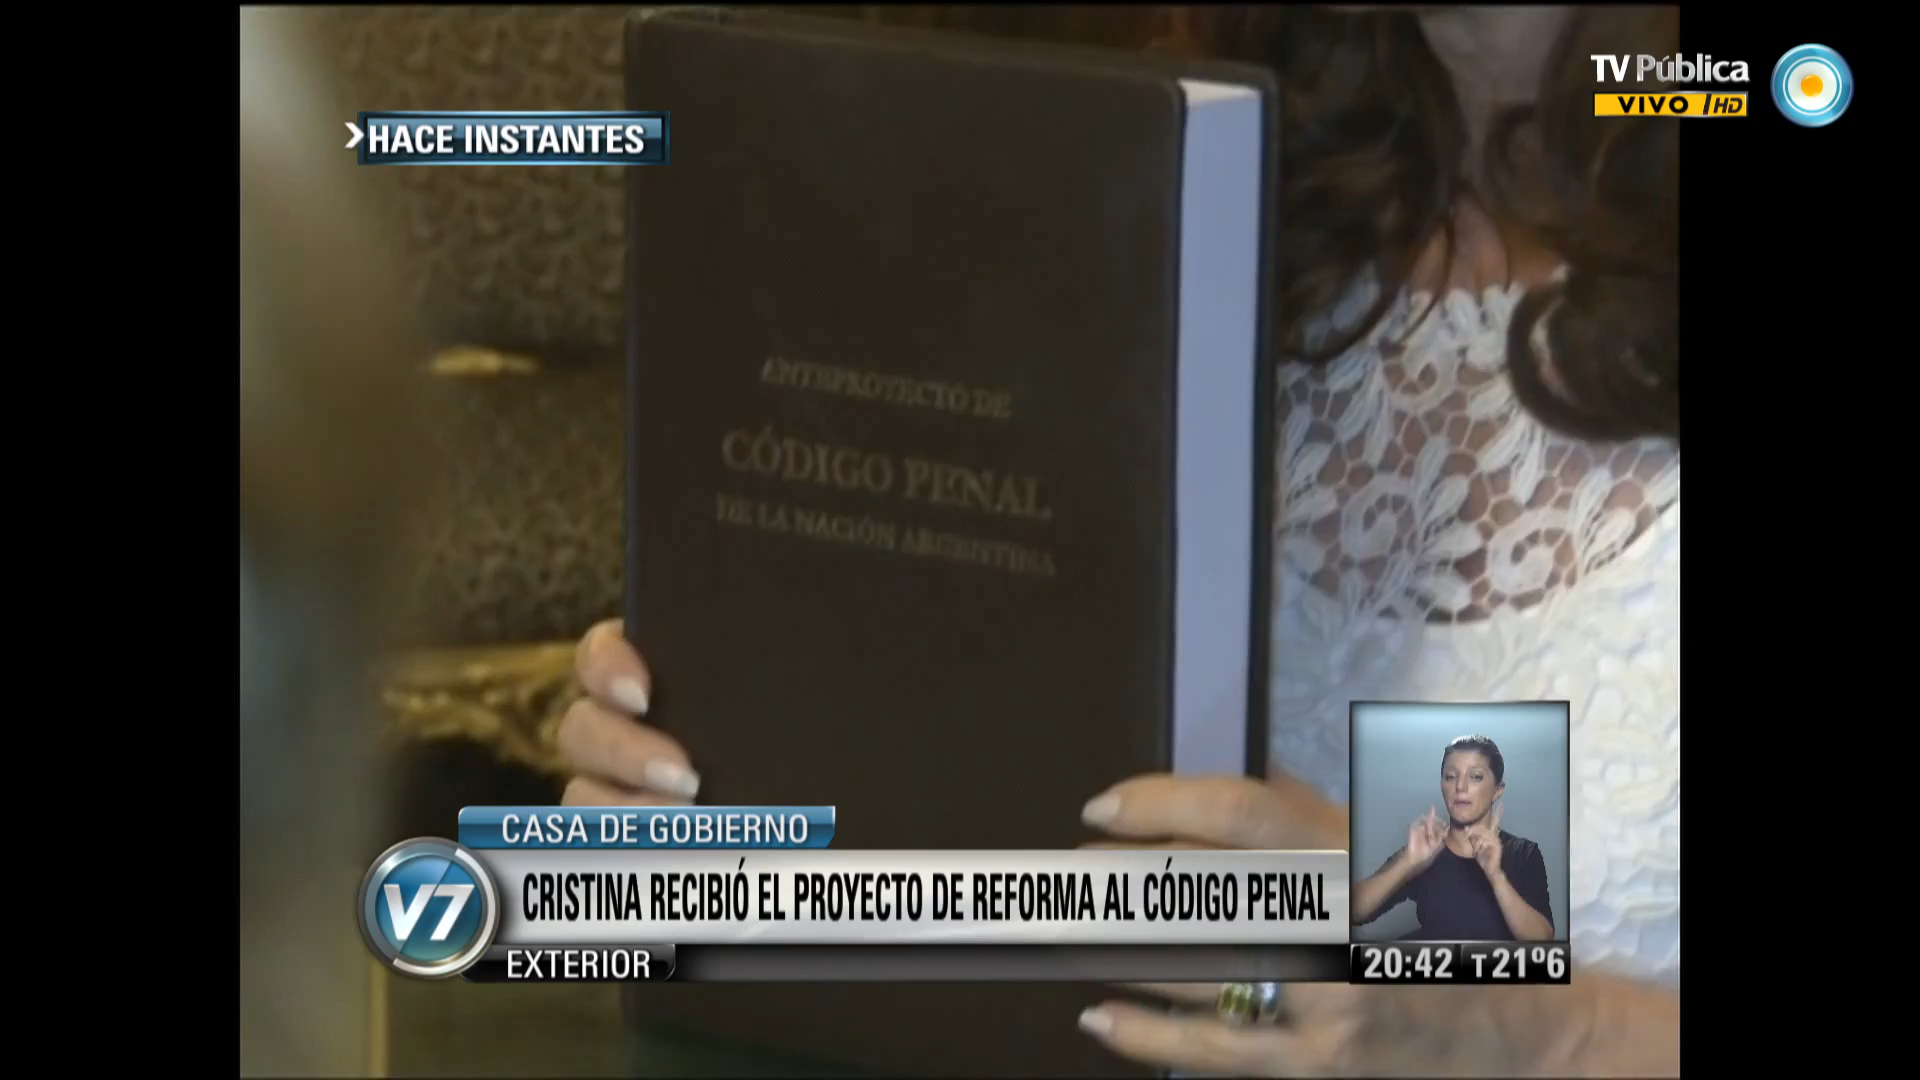 TV Pública
VIVO HD
HACE INSTANTES
ANTEPROYECTO DE
CÓDIGO PENAL
DE LA NACIÓN ARGENTINA
CASA DE GOBIERNO
V7
CRISTINA RECIBIÓ EL PROYECTO DE REFORMA AL CÓDIGO PENAL
EXTERIOR
20:42 T21º6